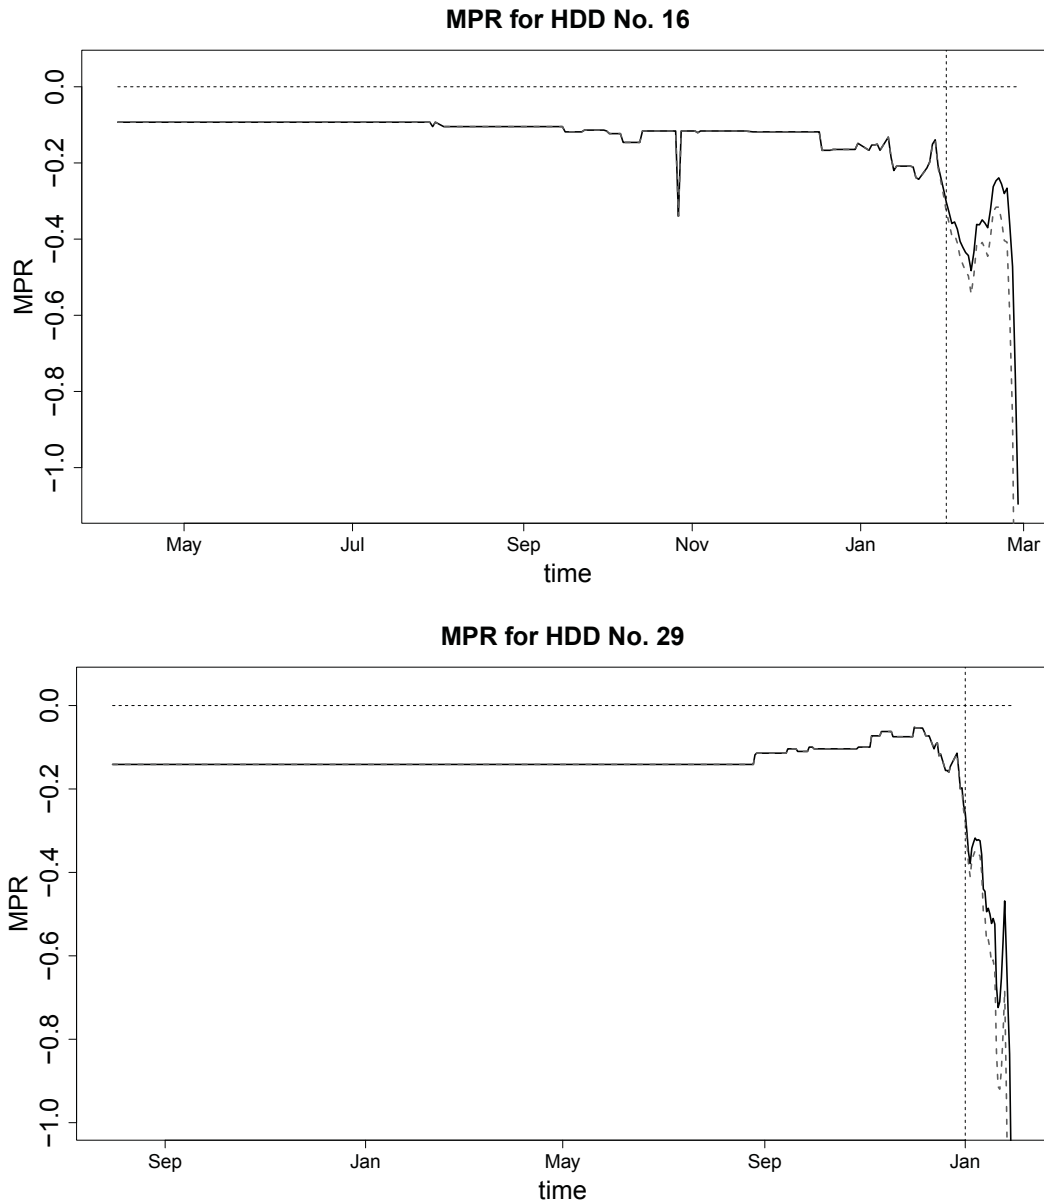 MPR for HDD No. 16
MPR
0.0
−0.2
−0.4
−0.6
−0.8
−1.0
May Jul Sep Nov Jan Mar
time
MPR for HDD No. 29
MPR
0.0
−0.2
−0.4
−0.6
−0.8
−1.0
Sep Jan May Sep Jan
time